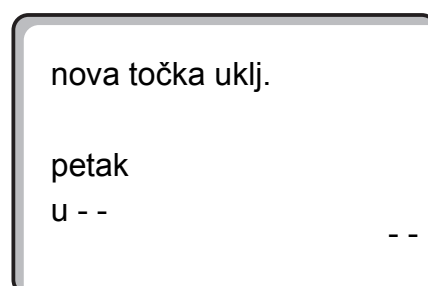 nova točka uklj.
petak
u - -
- -